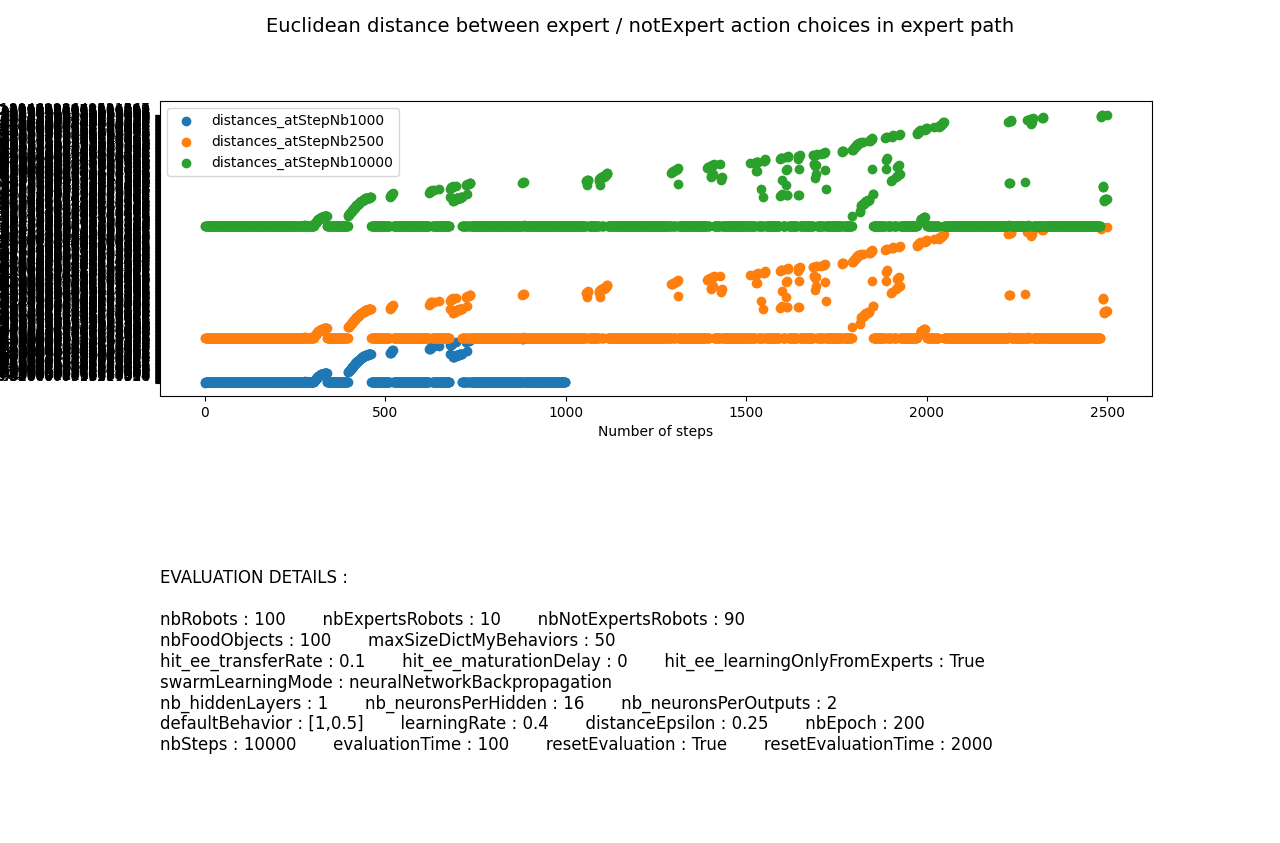 Euclidean distance between expert / notExpert action choices in expert path
distances_atStepNb1000
distances_atStepNb2500
distances_atStepNb10000
0 500 1000 1500 2000 2500
Number of steps
EVALUATION DETAILS :
nbRobots : 100 nbExpertsRobots : 10 nbNotExpertsRobots : 90
nbFoodObjects : 100 maxSizeDictMyBehaviors : 50
hit_ee_transferRate : 0.1 hit_ee_maturationDelay : 0 hit_ee_learningOnlyFromExperts : True
swarmLearningMode : neuralNetworkBackpropagation
nb_hiddenLayers : 1 nb_neuronsPerHidden : 16 nb_neuronsPerOutputs : 2
defaultBehavior : [1,0.5] learningRate : 0.4 distanceEpsilon : 0.25 nbEpoch : 200
nbSteps : 10000 evaluationTime : 100 resetEvaluation : True resetEvaluationTime : 2000